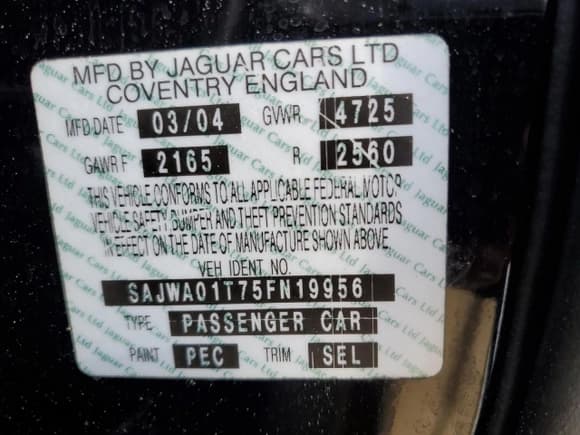 MFD BY JAGUAR CARS LTD
COVENTRY ENGLAND
MFD DATE 03/04 GVWR 4725
GAWR F 2165 R 2560
THIS VEHICLE CONFORMS TO ALL APPLICABLE FEDERAL MOTOR
VEHICLE SAFETY BUMPER AND THEFT PREVENTION STANDARDS
IN EFFECT ON THE DATE OF MANUFACTURE SHOWN ABOVE
VEH IDENT NO.
SAJWA01T75FN19956
TYPE PASSENGER CAR
PAINT PEC TRIM SEL